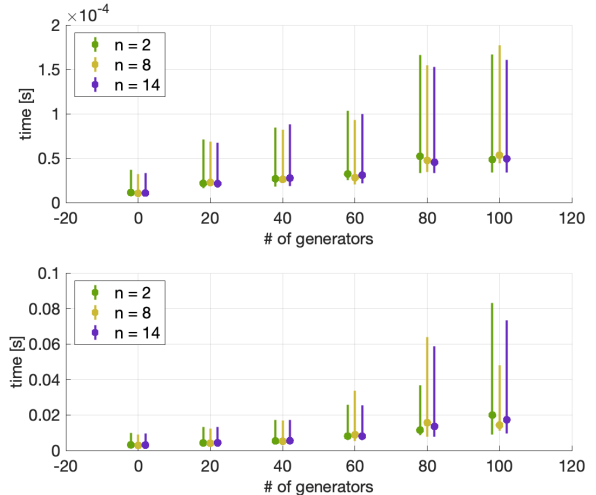 ×10⁻⁴
2
1.5
1
0.5
0
time [s]
n = 2
n = 8
n = 14
-20 0 20 40 60 80 100 120
# of generators
0.1
0.08
0.06
0.04
0.02
0
time [s]
n = 2
n = 8
n = 14
-20 0 20 40 60 80 100 120
# of generators